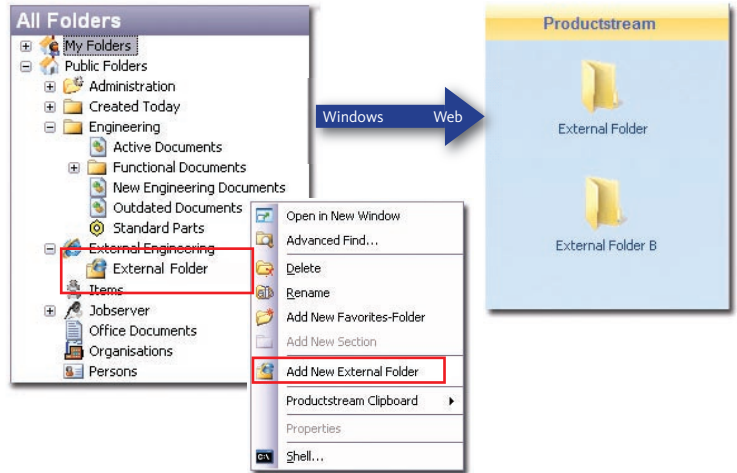 All Folders
My Folders
Public Folders
Administration
Created Today
Engineering
Active Documents
Functional Documents
New Engineering Documents
Outdated Documents
Standard Parts
External Engineering
External Folder
Items
Jobserver
Office Documents
Organisations
Persons
Open in New Window
Advanced Find...
Delete
Rename
Add New Favorites-Folder
Add New Section
Add New External Folder
Productstream Clipboard
Properties
C:\
Shell...
Windows Web
Productstream
External Folder
External Folder B